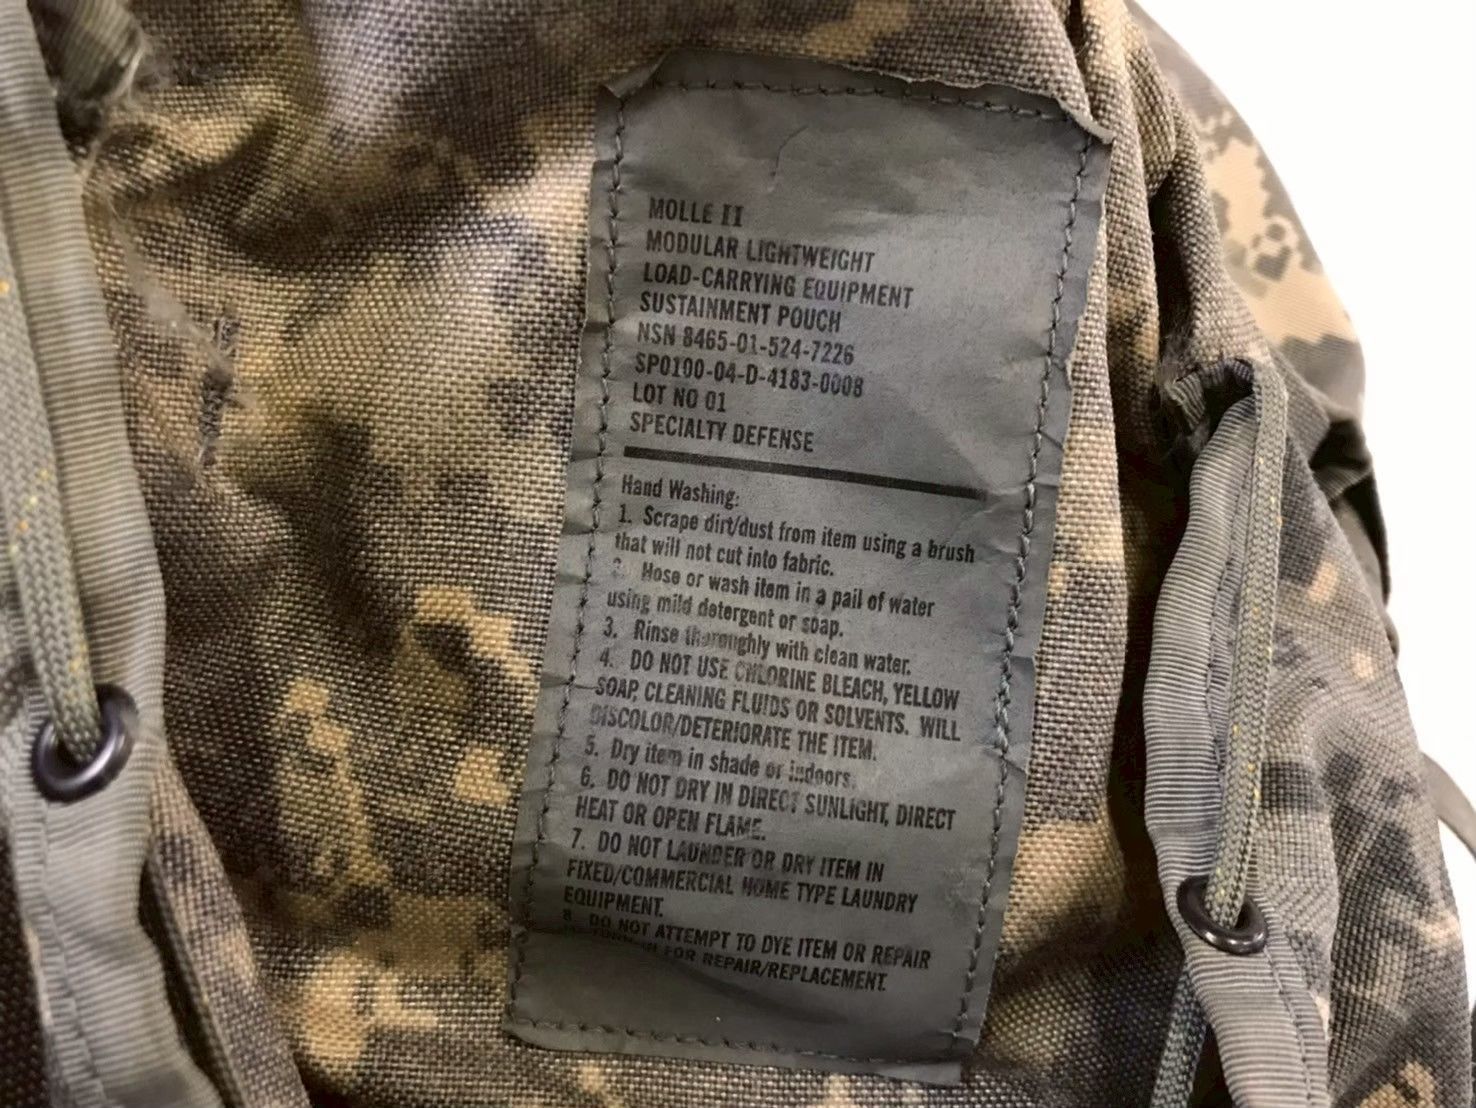 MOLLE II
MODULAR LIGHTWEIGHT
LOAD-CARRYING EQUIPMENT
SUSTAINMENT POUCH
NSN 8465-01-524-7226
SP0100-04-D-4183-0008
LOT NO 01
SPECIALTY DEFENSE
Hand Washing:
1. Scrape dirt/dust from item using a brush
that will not cut into fabric.
2. Hose or wash item in a pail of water
using mild detergent or soap.
3. Rinse thoroughly with clean water.
4. DO NOT USE CHLORINE BLEACH, YELLOW
SOAP, CLEANING FLUIDS OR SOLVENTS. WILL
DISCOLOR/DETERIORATE THE ITEM.
5. Dry item in shade or indoors.
6. DO NOT DRY IN DIRECT SUNLIGHT, DIRECT
HEAT OR OPEN FLAME.
7. DO NOT LAUNDER OR DRY ITEM IN
FIXED/COMMERCIAL HOME TYPE LAUNDRY
EQUIPMENT.
8. DO NOT ATTEMPT TO DYE ITEM OR REPAIR
TURN-IN FOR REPAIR/REPLACEMENT.